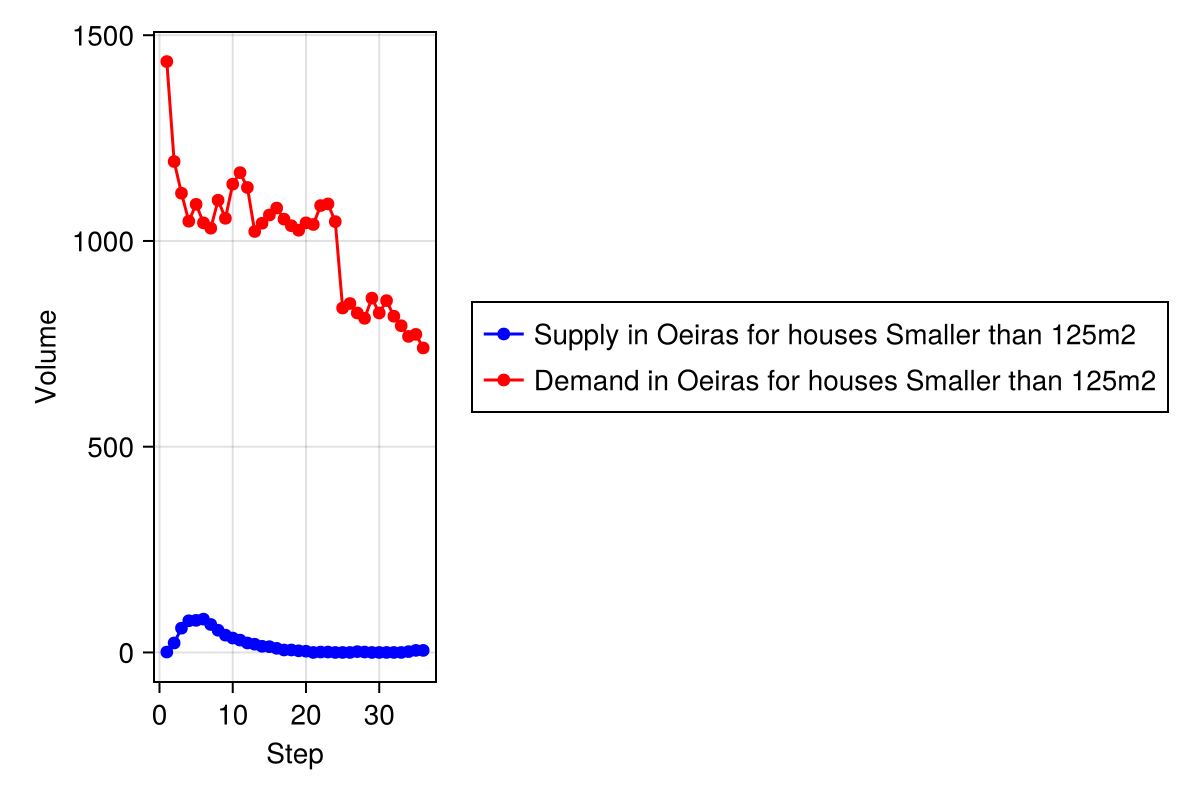 1500
1000
500
0
Volume
0 10 20 30
Step
Supply in Oeiras for houses Smaller than 125m2
Demand in Oeiras for houses Smaller than 125m2